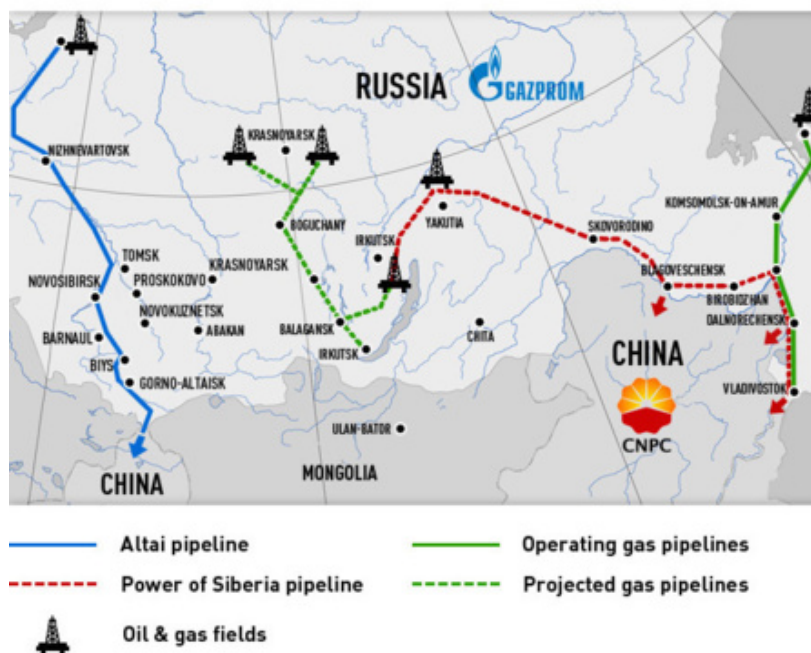 RUSSIA
GAZPROM
KRASNOYARSK
NIZHNEVARTOVSK
KOMSOMOLSK-ON-AMUR
BOGUCHANY
YAKUTIA
SKOVORODINO
IRKUTSK
TOMSK
KRASNOYARSK
BLAGOVESCHENSK
NOVOSIBIRSK
PROSKOKOVO
BIROBIDZHAN
NOVOKUZNETSK
DALNORECHENSK
BARNAUL
ABAKAN
BALAGANSK
CHITA
BIYS
IRKUTSK
CHINA
GORNO-ALTAISK
VLADIVOSTOK
ULAN-BATOR
CNPC
MONGOLIA
CHINA
Altai pipeline
Operating gas pipelines
Power of Siberia pipeline
Projected gas pipelines
Oil & gas fields